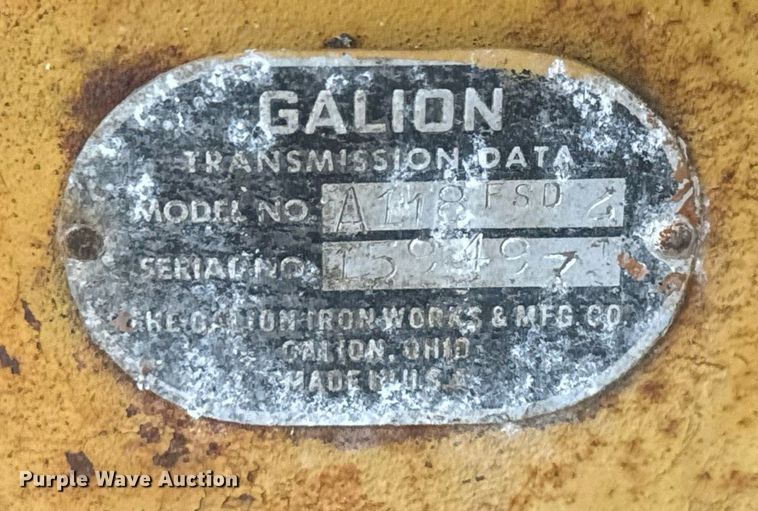 GALION
TRANSMISSION DATA
MODEL NO. A118 FSD 2
SERIAL NO.
THE GALION IRON WORKS & MFG. CO.
GALION, OHIO
MADE IN U.S.A.
Purple Wave Auction